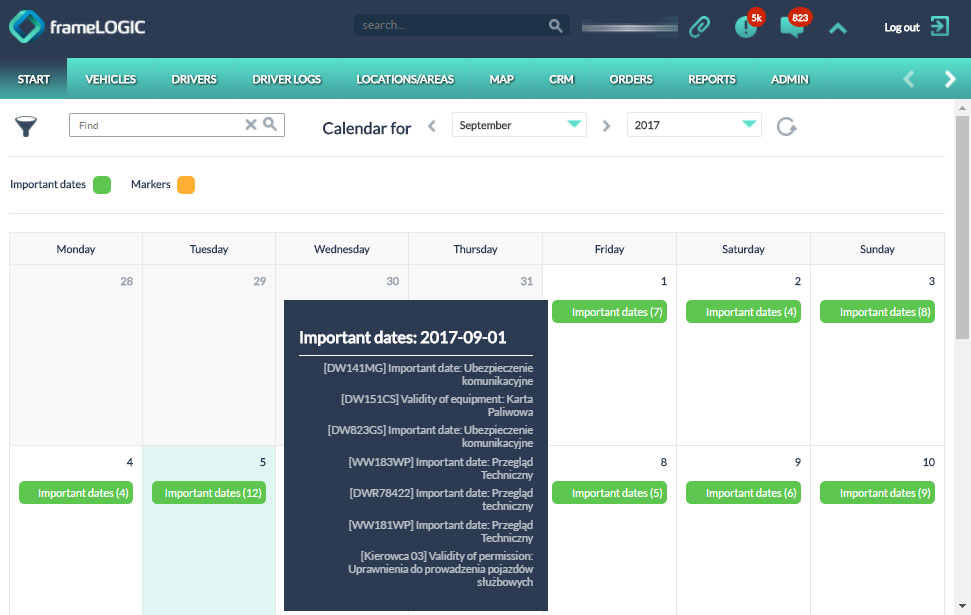 frameLOGIC
search...
5k
823
Log out
START VEHICLES DRIVERS DRIVER LOGS LOCATIONS/AREAS MAP CRM ORDERS REPORTS ADMIN
Find
Calendar for
September
2017
Important dates
Markers
Monday Tuesday Wednesday Thursday Friday Saturday Sunday
28 29 30 31 1 2 3
Important dates (7) Important dates (4) Important dates (8)
Important dates: 2017-09-01
[DW141MG] Important date: Ubezpieczenie
komunikacyjne
[DW151CS] Validity of equipment: Karta
Paliwowa
[DW823GS] Important date: Ubezpieczenie
komunikacyjne
[WW183WP] Important date: Przegląd
Techniczny
[DWR78422] Important date: Przegląd
techniczny
[WW181WP] Important date: Przegląd
Techniczny
[Kierowca 03] Validity of permission:
Uprawnienia do prowadzenia pojazdów
służbowych
4 5 8 9 10
Important dates (4) Important dates (12) Important dates (5) Important dates (6) Important dates (9)